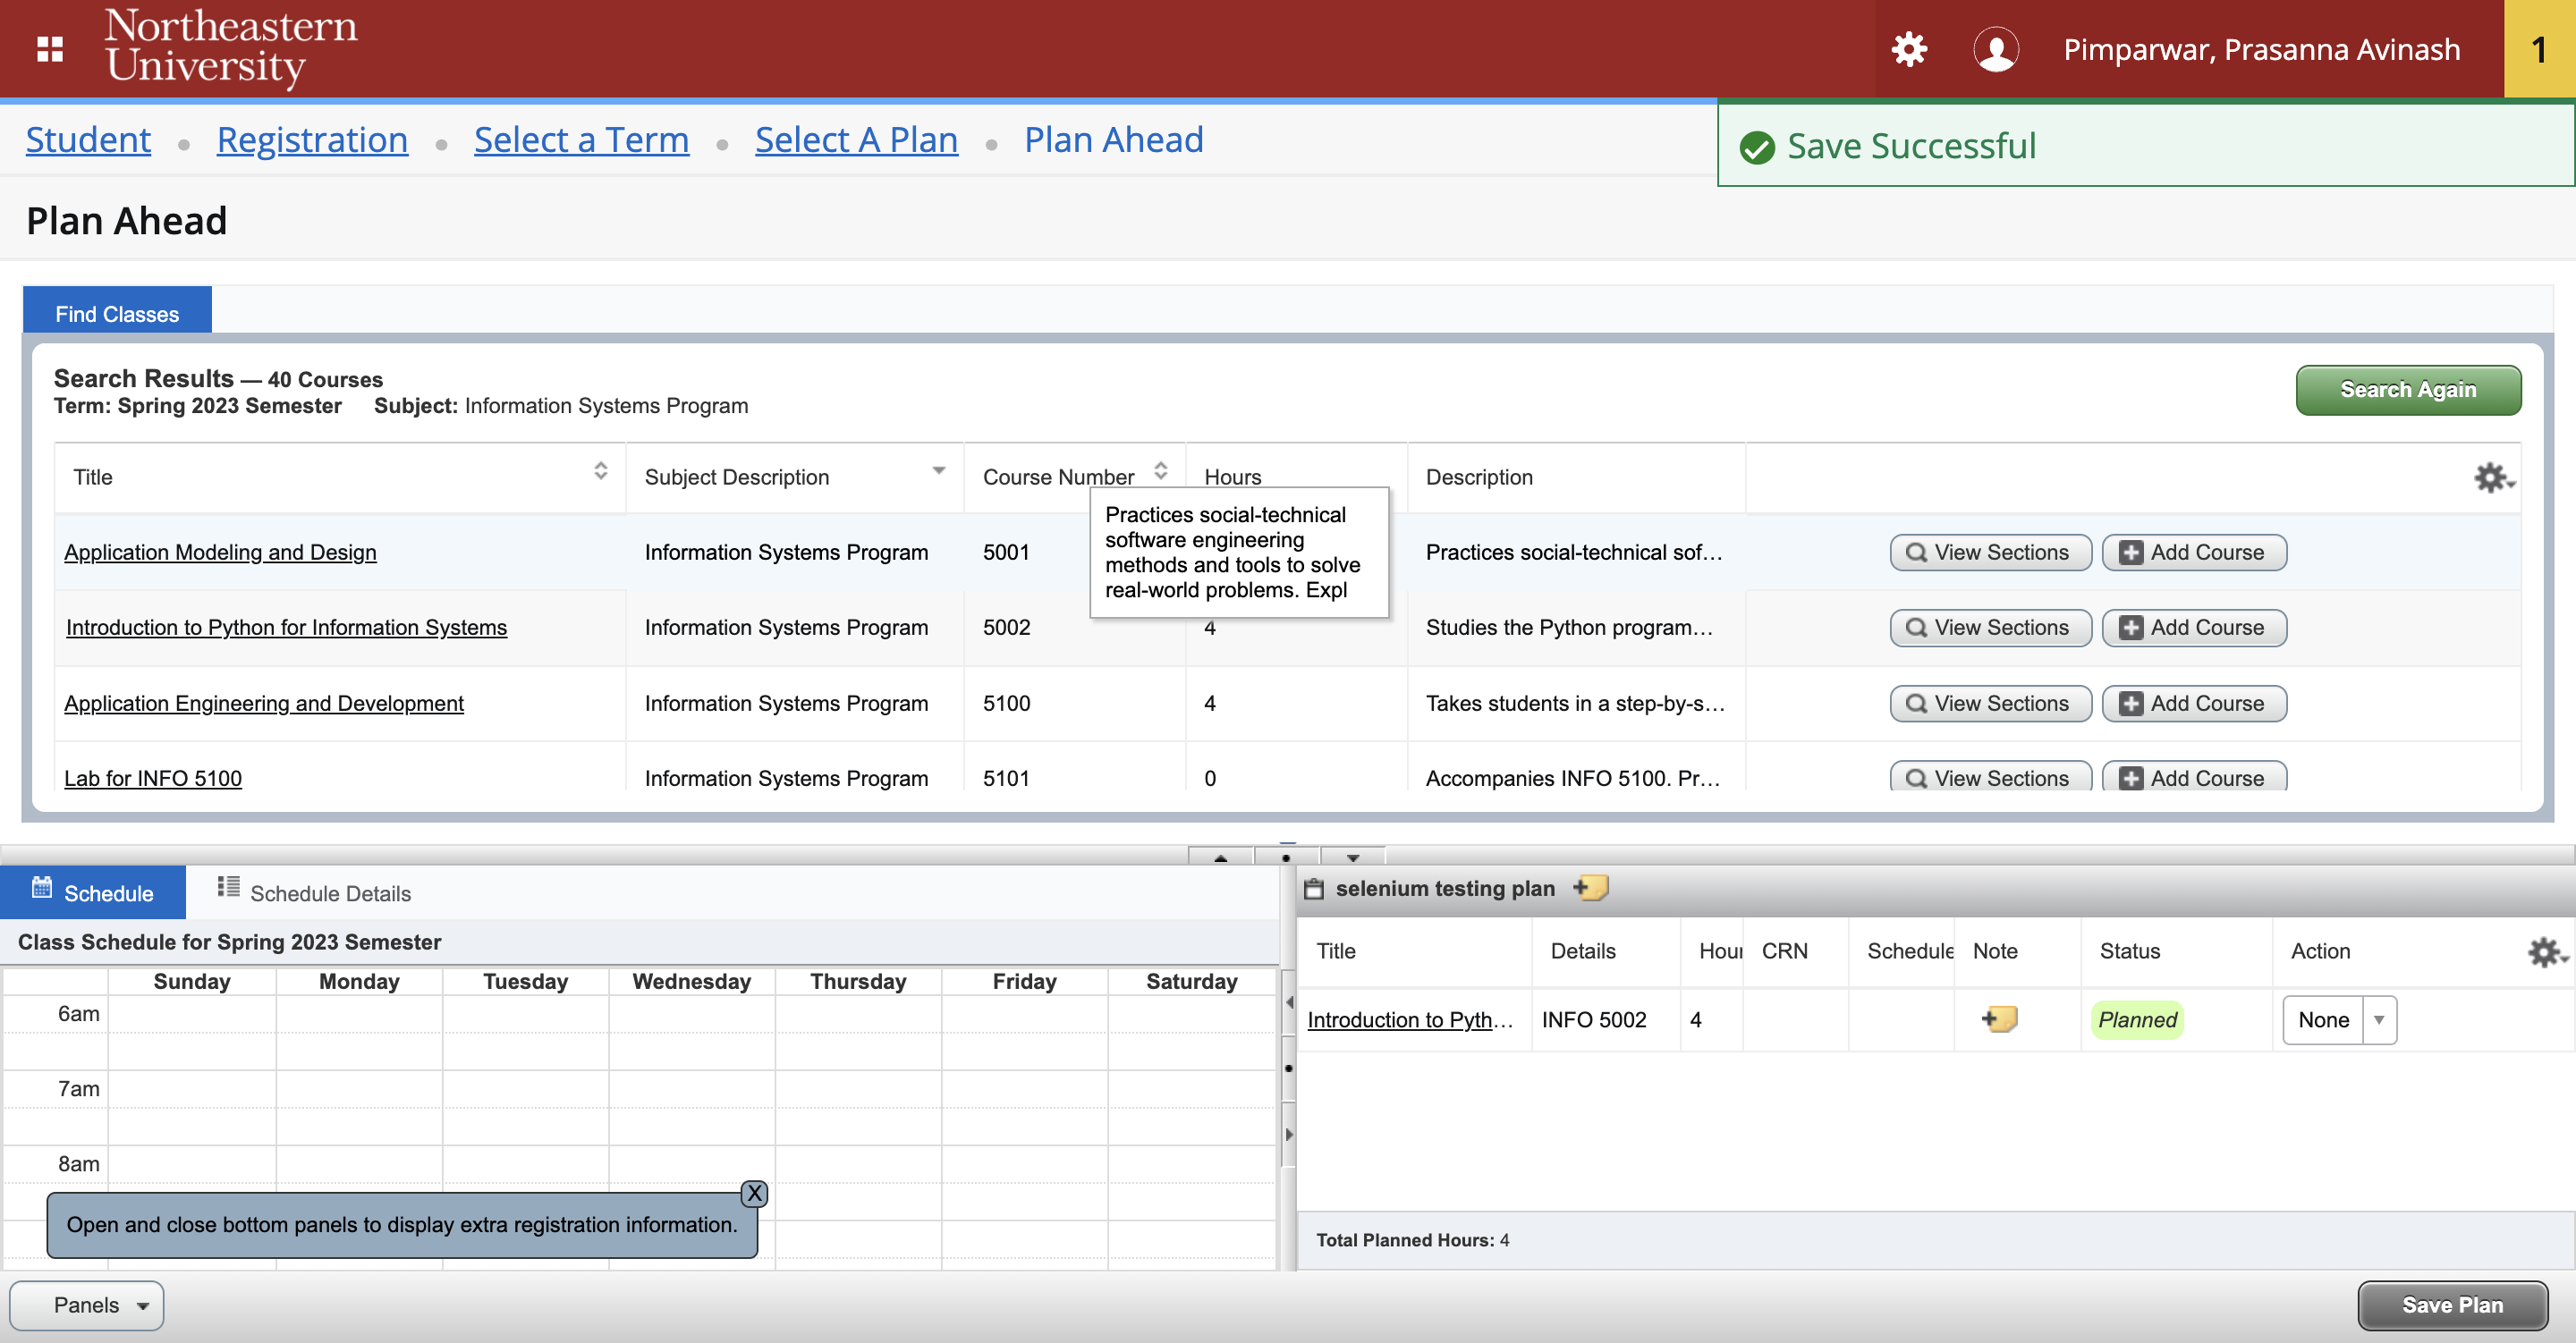 Northeastern
University
Pimparwar, Prasanna Avinash
1
Student • Registration • Select a Term • Select A Plan • Plan Ahead
Save Successful
Plan Ahead
Find Classes
Search Results — 40 Courses
Term: Spring 2023 Semester Subject: Information Systems Program
Search Again
Title Subject Description Course Number Hours Description
Practices social-technical
software engineering
methods and tools to solve
real-world problems. Expl
Application Modeling and Design Information Systems Program 5001 Practices social-technical sof... View Sections Add Course
Introduction to Python for Information Systems Information Systems Program 5002 4 Studies the Python program... View Sections Add Course
Application Engineering and Development Information Systems Program 5100 4 Takes students in a step-by-s... View Sections Add Course
Lab for INFO 5100 Information Systems Program 5101 0 Accompanies INFO 5100. Pr... View Sections Add Course
Schedule Schedule Details
Class Schedule for Spring 2023 Semester
Sunday Monday Tuesday Wednesday Thursday Friday Saturday
6am
7am
8am
X
Open and close bottom panels to display extra registration information.
selenium testing plan
Title Details Hour CRN Schedule Note Status Action
Introduction to Pyth... INFO 5002 4 Planned None
Total Planned Hours: 4
Panels
Save Plan